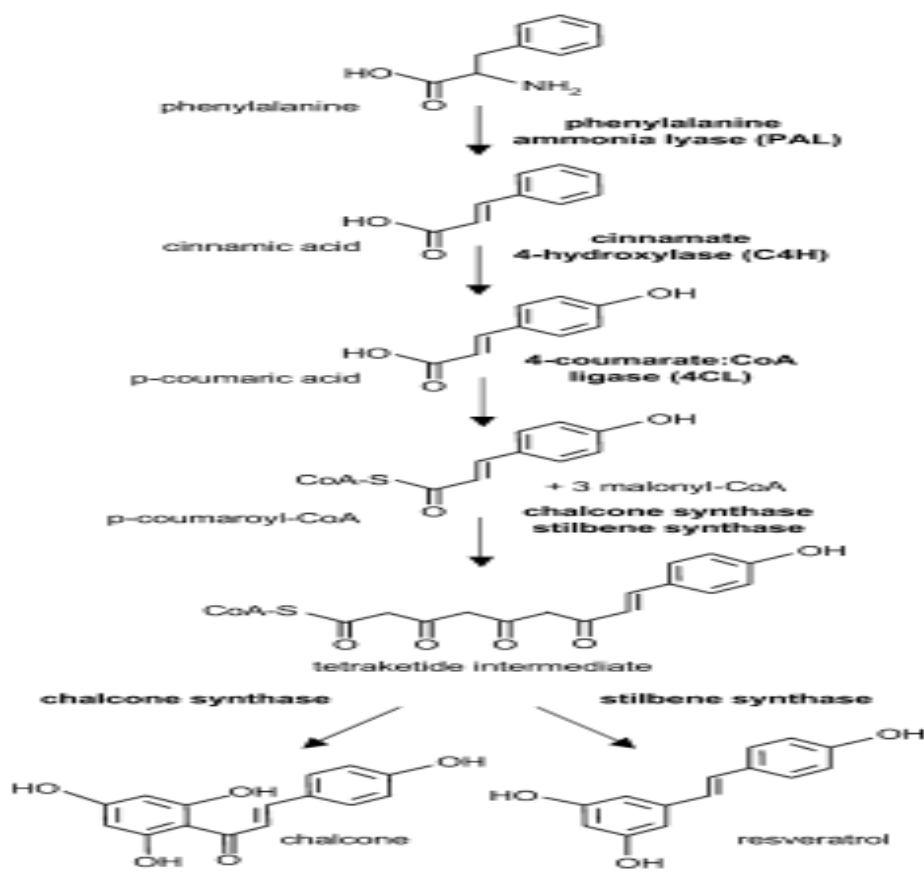 HO
O
NH2
phenylalanine
phenylalanine
ammonia lyase (PAL)
HO
O
cinnamic acid
cinnamate
4-hydroxylase (C4H)
OH
HO
O
p-coumaric acid
4-coumarate:CoA
ligase (4CL)
OH
CoA-S
O
+ 3 malonyl-CoA
p-coumaroyl-CoA
chalcone synthase
stilbene synthase
OH
CoA-S
O O O O
tetraketide intermediate
chalcone synthase
stilbene synthase
HO
OH
OH
OH
O
chalcone
OH
HO
OH
resveratrol